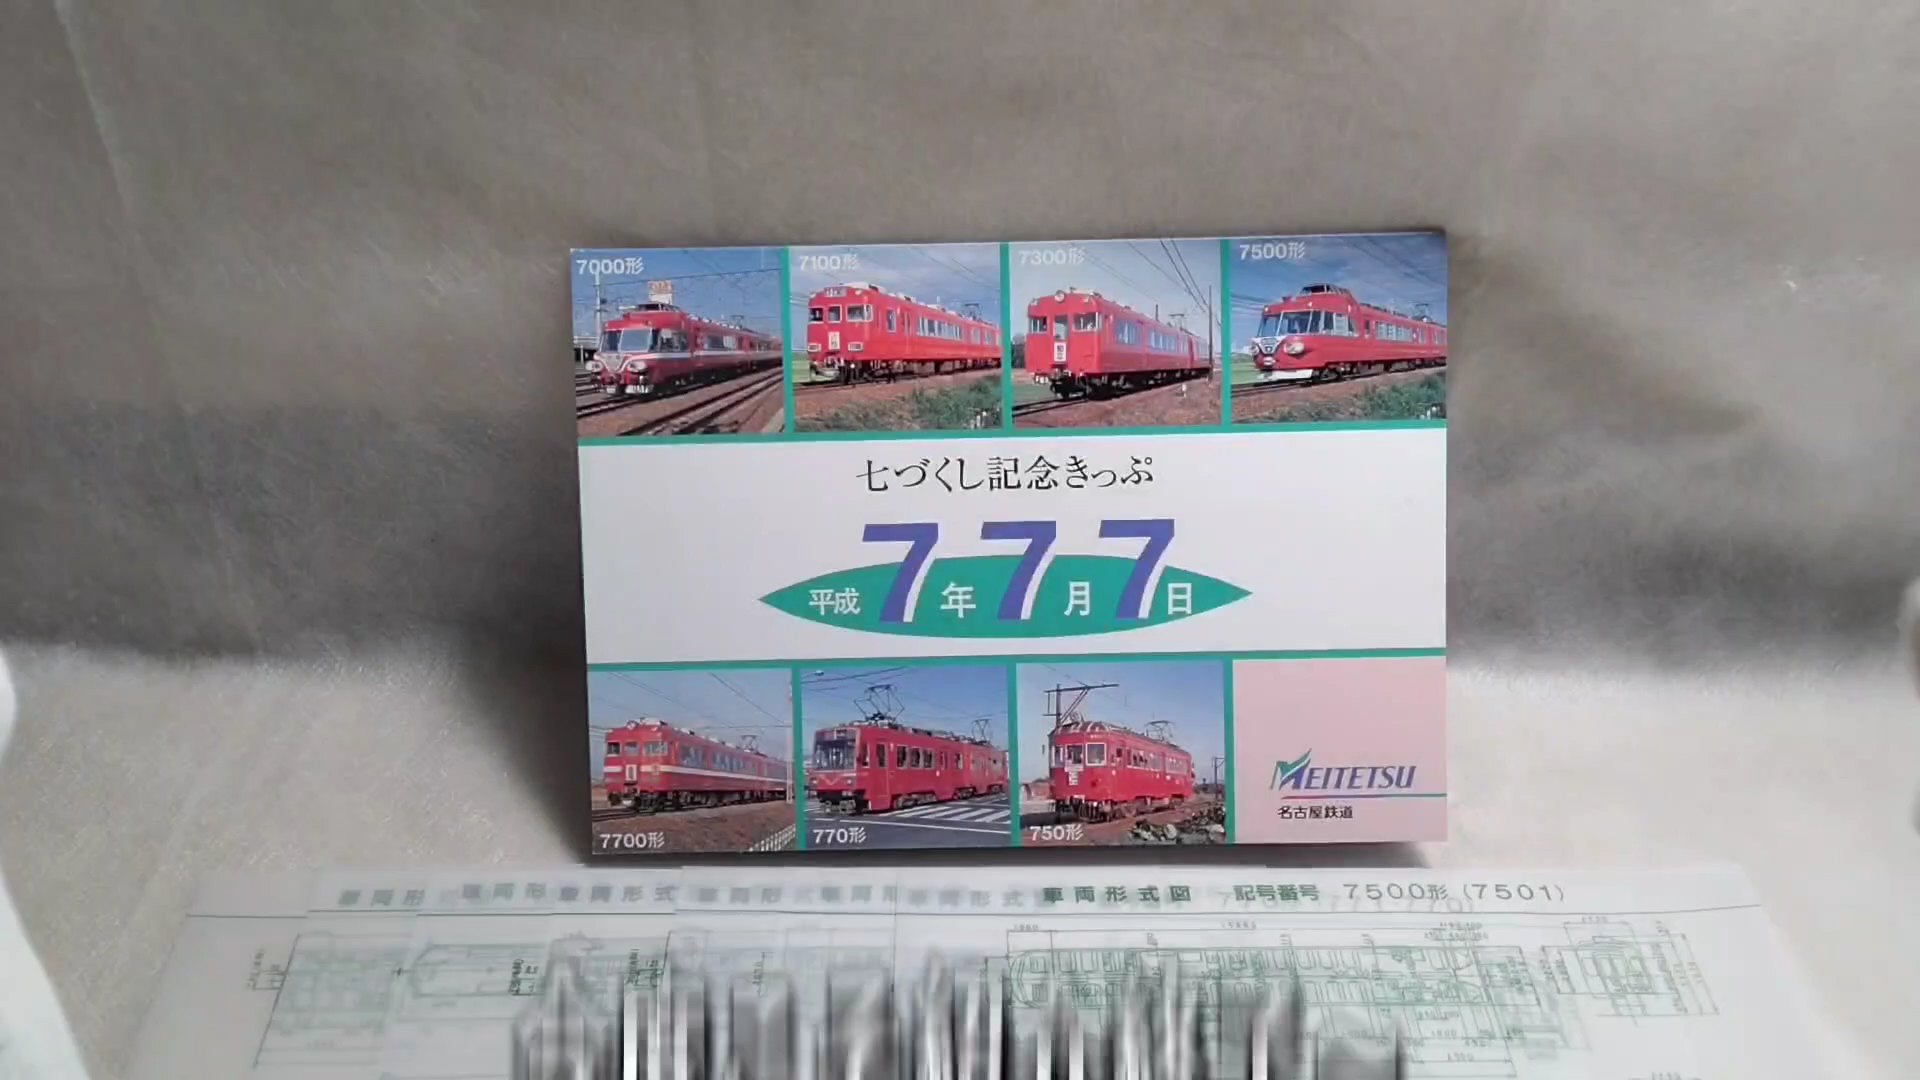 7000形
7100形
7300形
7500形
七づくし記念きっぷ
平成7年7月7日
7700形
770形
750形
MEITETSU
名古屋鉄道
車両形式図 記号番号 7500形(7501)